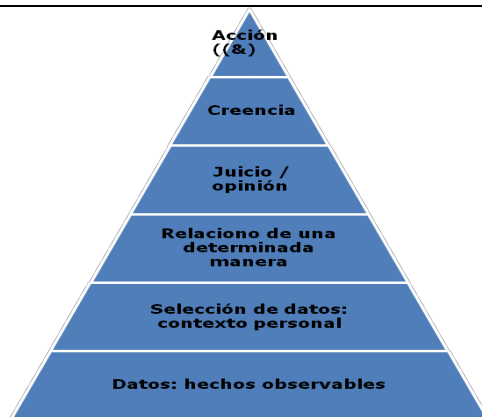 Acción
((&)
Creencia
Juicio /
opinión
Relaciono de una
determinada
manera
Selección de datos:
contexto personal
Datos: hechos observables